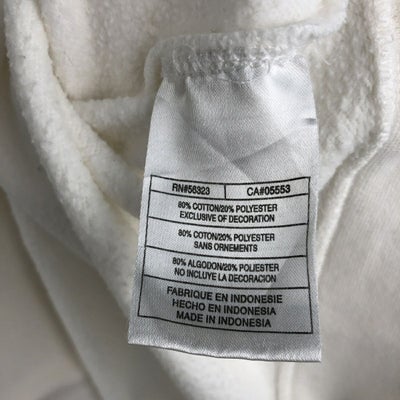 RN#56323 CA#05553
80% COTTON/20% POLYESTER
EXCLUSIVE OF DECORATION
80% COTON/20% POLYESTER
SANS ORNEMENTS
80% ALGODON/20% POLIESTER
NO INCLUYE LA DECORACION
FABRIQUE EN INDONESIE
HECHO EN INDONESIA
MADE IN INDONESIA